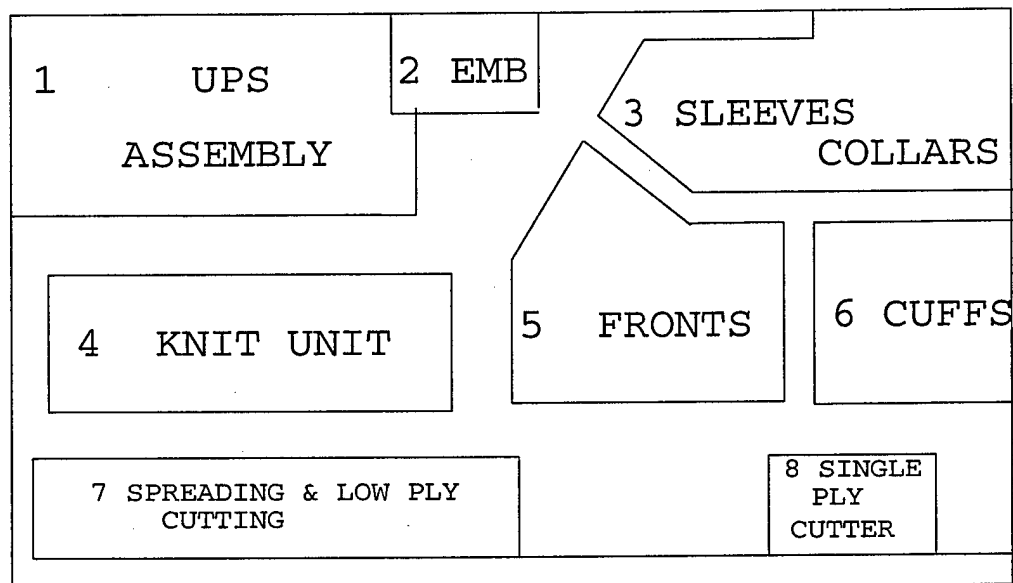 1 UPS
ASSEMBLY
2 EMB
3 SLEEVES
COLLARS
4 KNIT UNIT
5 FRONTS
6 CUFFS
7 SPREADING & LOW PLY
CUTTING
8 SINGLE
PLY
CUTTER